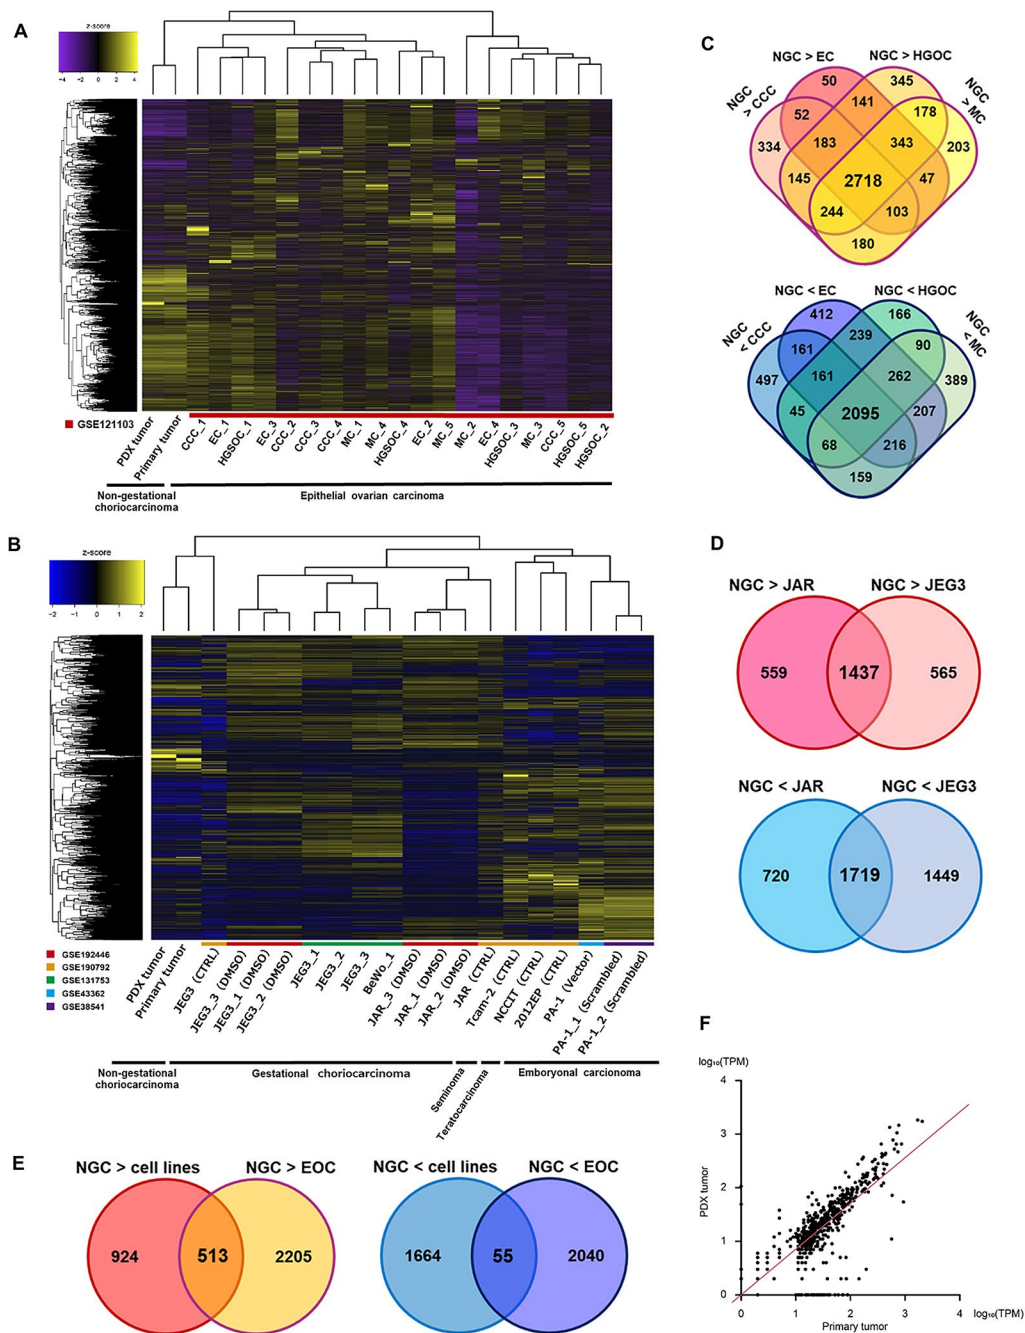 A
z-score
-4 -2 0 2 4
GSE121103
PDX tumor
Primary tumor
CCC_1
EC_1
HGSOC_1
EC_3
CCC_2
CCC_3
CCC_4
MC_1
MC_4
HGSOC_4
EC_2
MC_5
MC_2
EC_4
HGSOC_3
MC_3
CCC_5
HGSOC_5
HGSOC_2
Non-gestational
choriocarcinoma
Epithelial ovarian carcinoma
C
NGC > EC
NGC > HGOC
NGC
> CCC
NGC
> MC
50
345
52
141
178
334
183
343
203
145
2718
47
244
103
180
NGC < EC
NGC < HGOC
NGC
< CCC
NGC
< MC
412
166
161
239
90
497
161
262
389
45
2095
207
68
216
159
B
z-score
-2 -1 0 1 2
GSE192446
GSE190792
GSE131753
GSE43362
GSE38541
PDX tumor
Primary tumor
JEG3 (CTRL)
JEG3_3 (DMSO)
JEG3_1 (DMSO)
JEG3_2 (DMSO)
JEG3_1
JEG3_2
JEG3_3
BeWo_1
JAR_3 (DMSO)
JAR_1 (DMSO)
JAR_2 (DMSO)
JAR (CTRL)
Tcam-2 (CTRL)
NCCIT (CTRL)
2012EP (CTRL)
PA-1 (Vector)
PA-1_1 (Scrambled)
PA-1_2 (Scrambled)
Non-gestational
choriocarcinoma
Gestational choriocarcinoma
Seminoma
Teratocarcinoma
Embryonal carcinoma
D
NGC > JAR
NGC > JEG3
559
1437
565
NGC < JAR
NGC < JEG3
720
1719
1449
E
NGC > cell lines
NGC > EOC
924
513
2205
NGC < cell lines
NGC < EOC
1664
55
2040
F
log₁₀(TPM)
4
3
2
1
0
PDX tumor
0 1 2 3 4
log₁₀(TPM)
Primary tumor